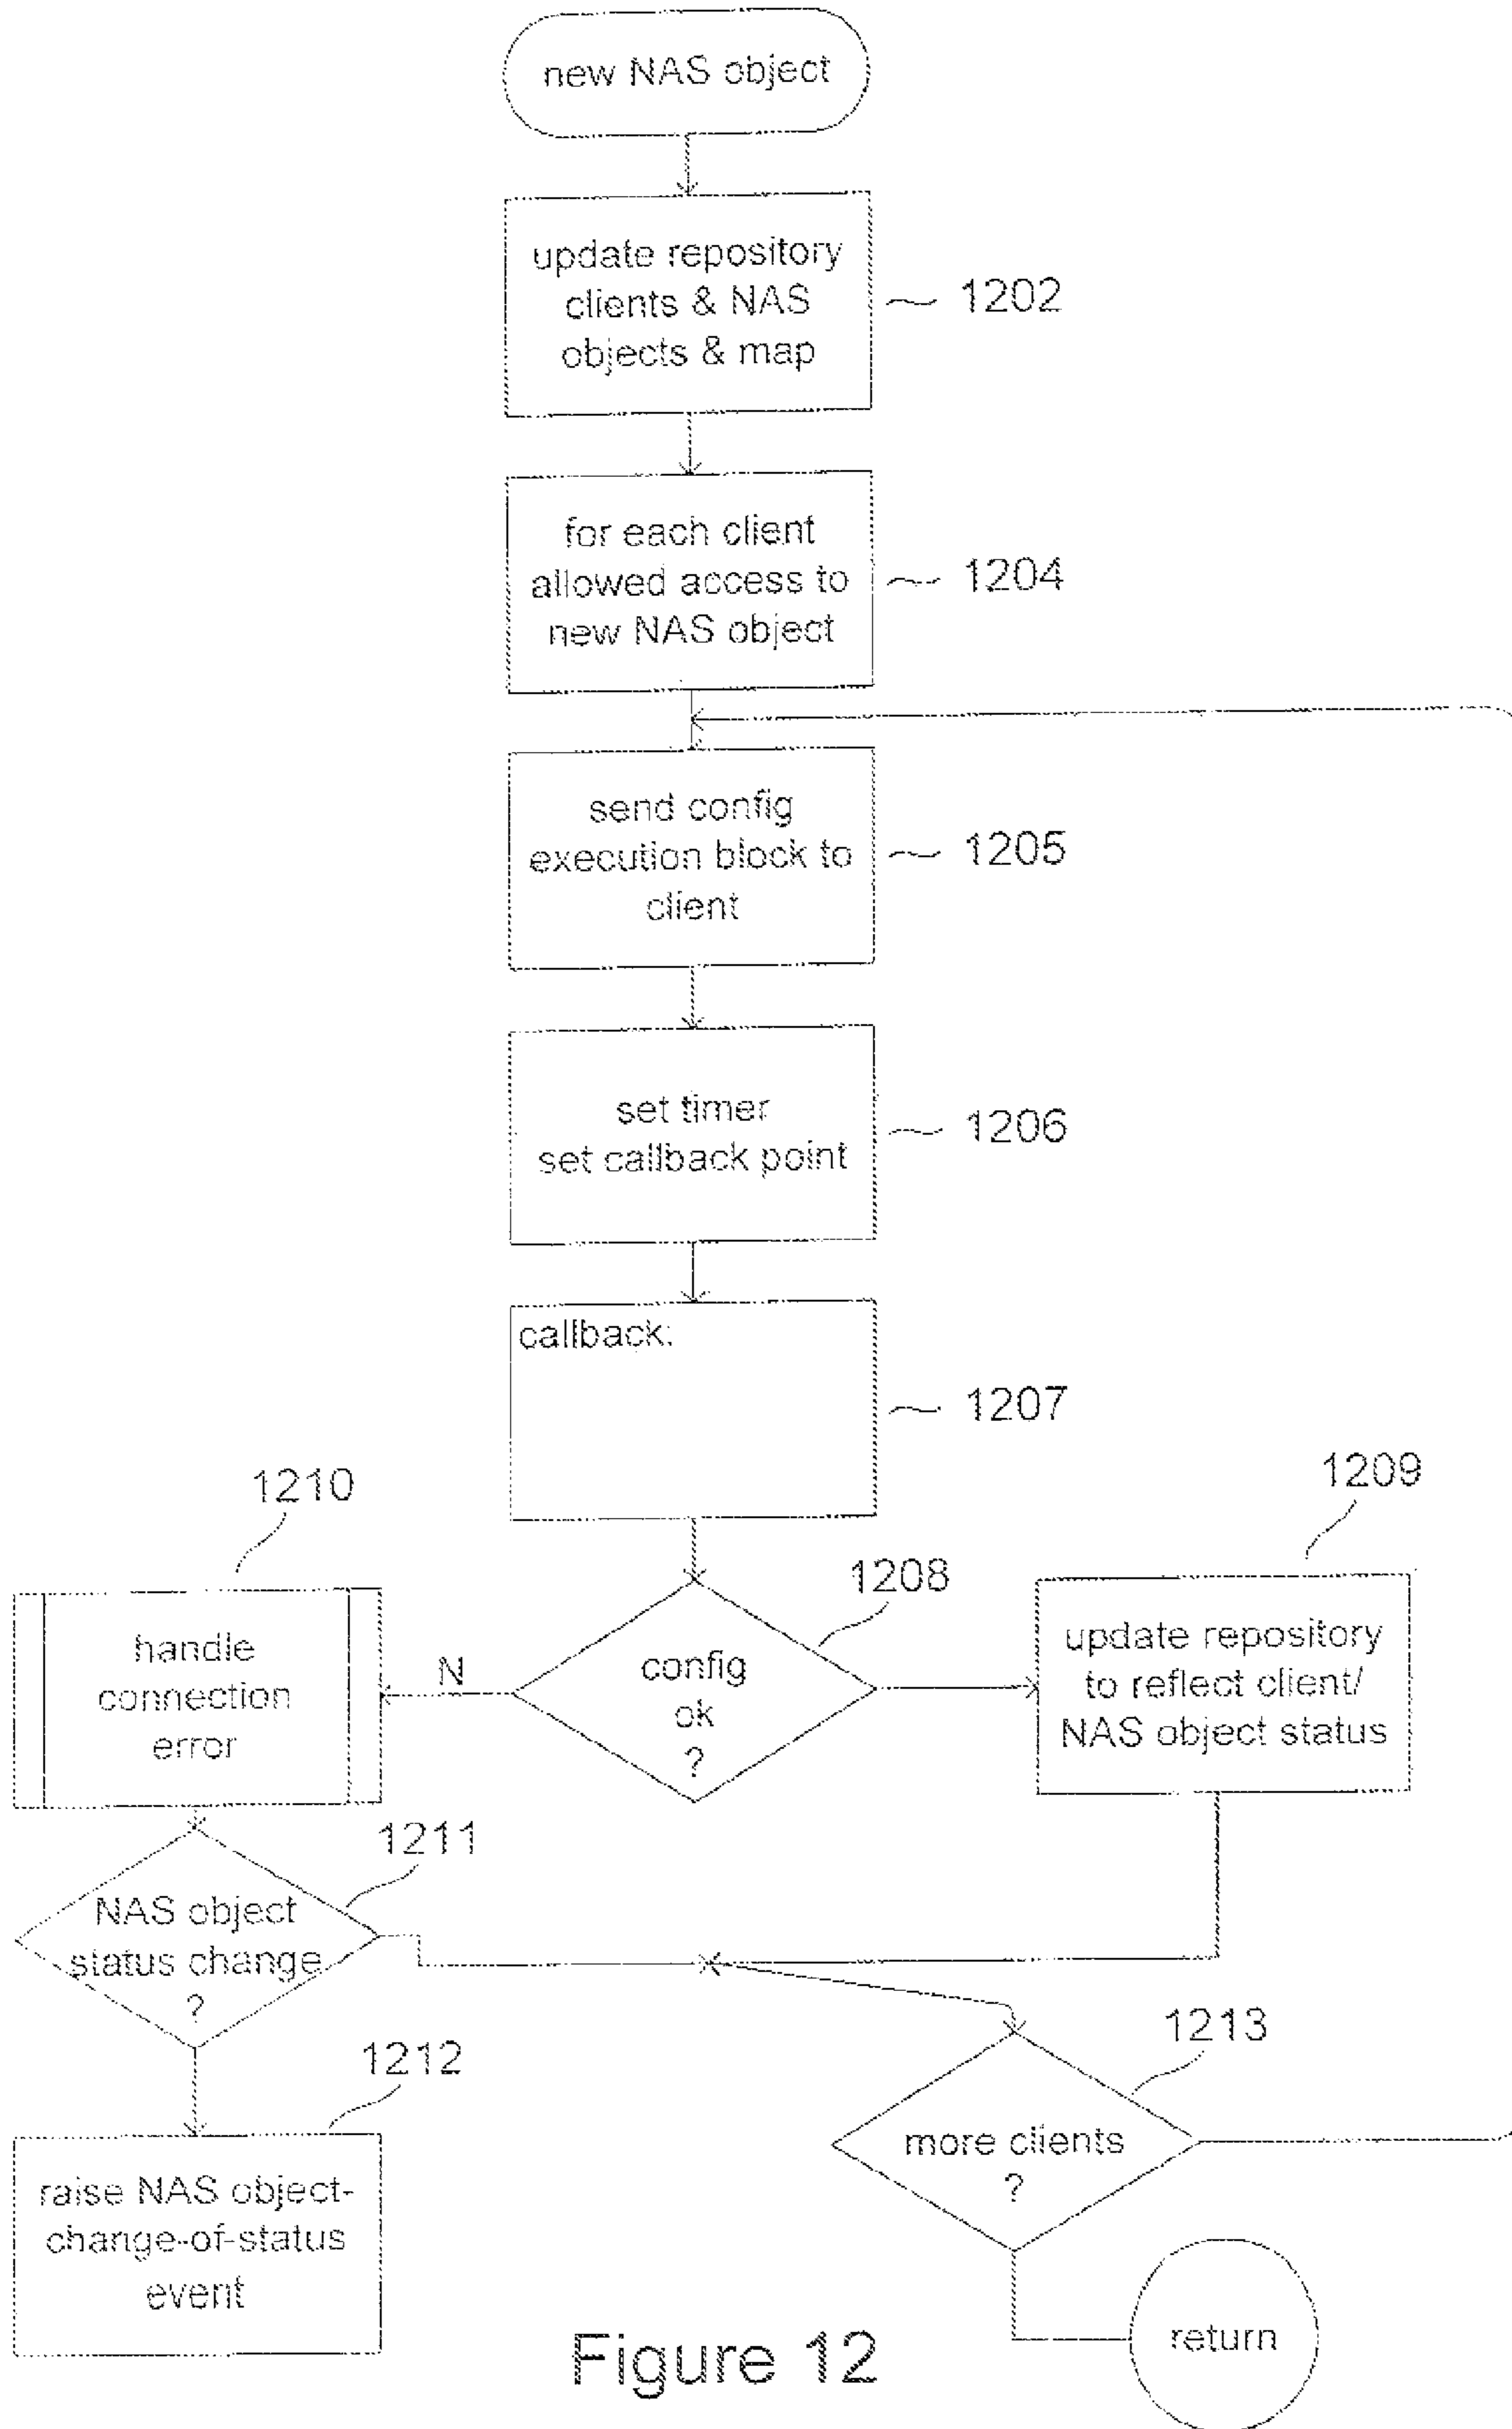 new NAS object
update repository
clients & NAS
objects & map
1202
for each client
allowed access to
new NAS object
1204
send config
execution block to
client
1205
set timer
set callback point
1206
callback:
1207
1210
1209
1208
handle
connection
error
N
config
ok
?
update repository
to reflect client/
NAS object status
1211
NAS object
status change
?
1213
1212
more clients
?
raise NAS object-
change-of-status
event
return
Figure 12